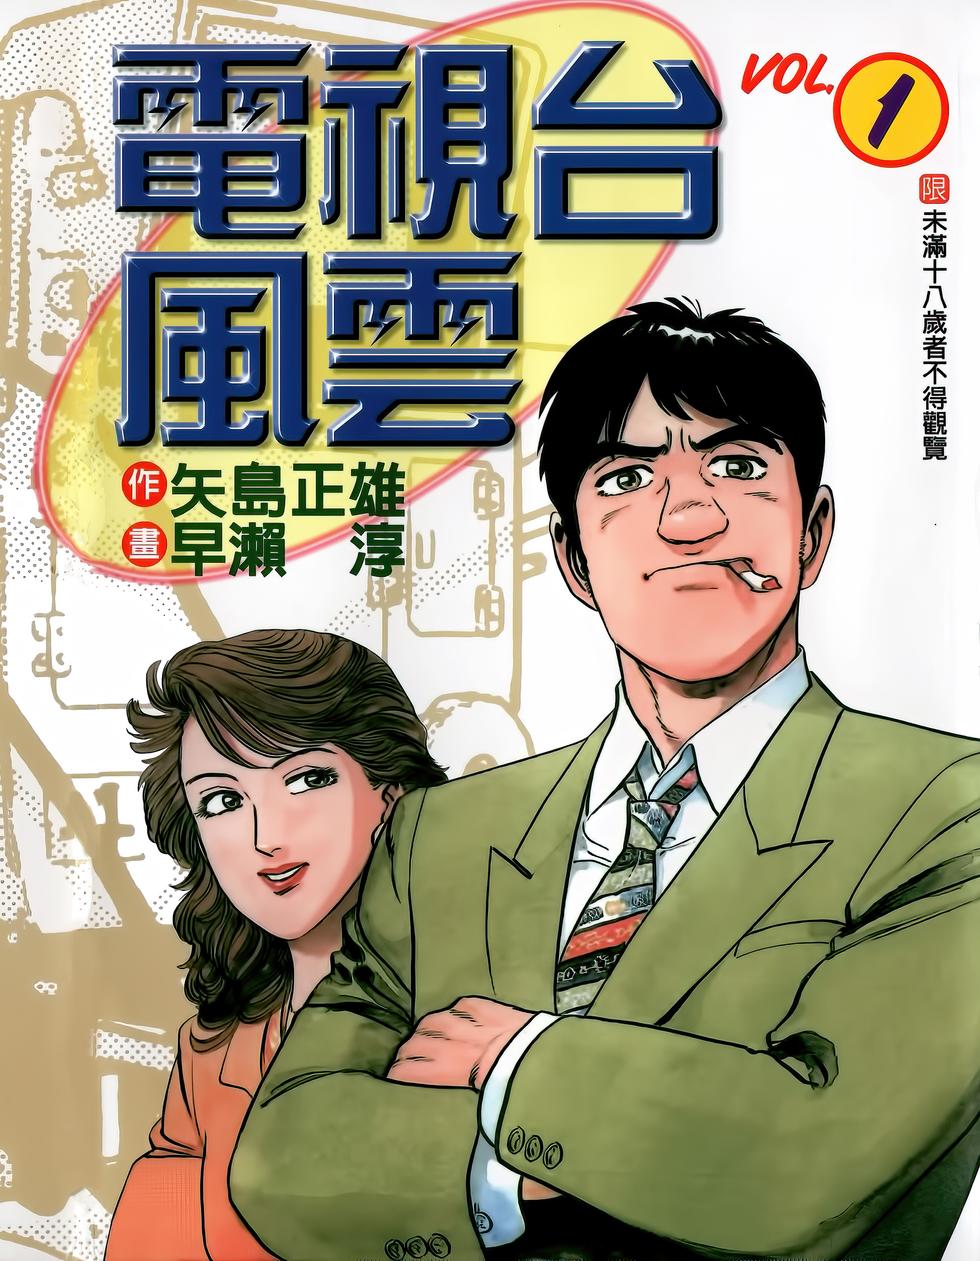 電視台
風雲
VOL. 1
限
未滿十八歲者不得觀覽
作 矢島正雄
畫 早瀨 淳